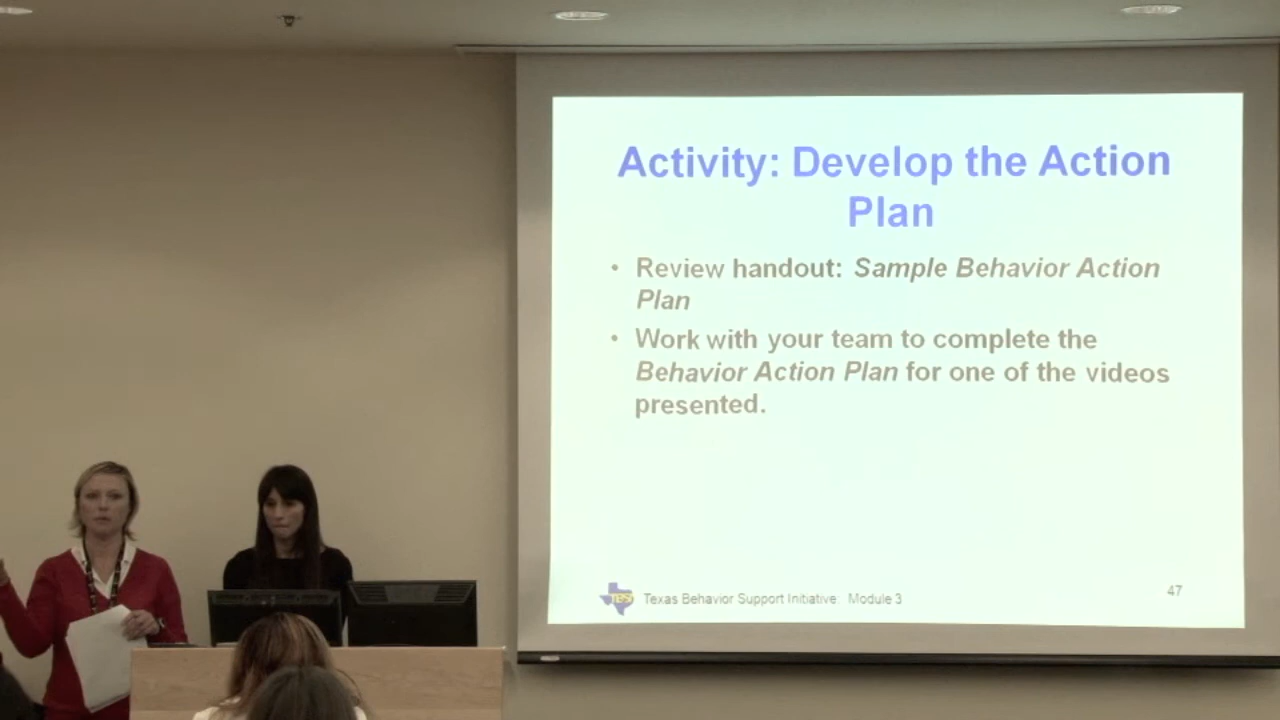 Activity: Develop the Action
Plan
• Review handout: Sample Behavior Action
Plan
• Work with your team to complete the
Behavior Action Plan for one of the videos
presented.
Texas Behavior Support Initiative: Module 3
47